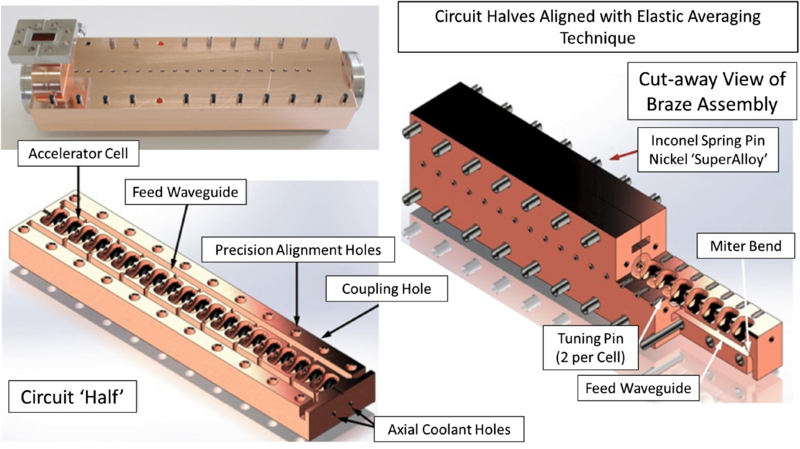 Circuit Halves Aligned with Elastic Averaging
Technique
Cut-away View of
Braze Assembly
Inconel Spring Pin
Nickel ‘SuperAlloy’
Accelerator Cell
Feed Waveguide
Precision Alignment Holes
Coupling Hole
Miter Bend
Tuning Pin
(2 per Cell)
Feed Waveguide
Circuit ‘Half’
Axial Coolant Holes